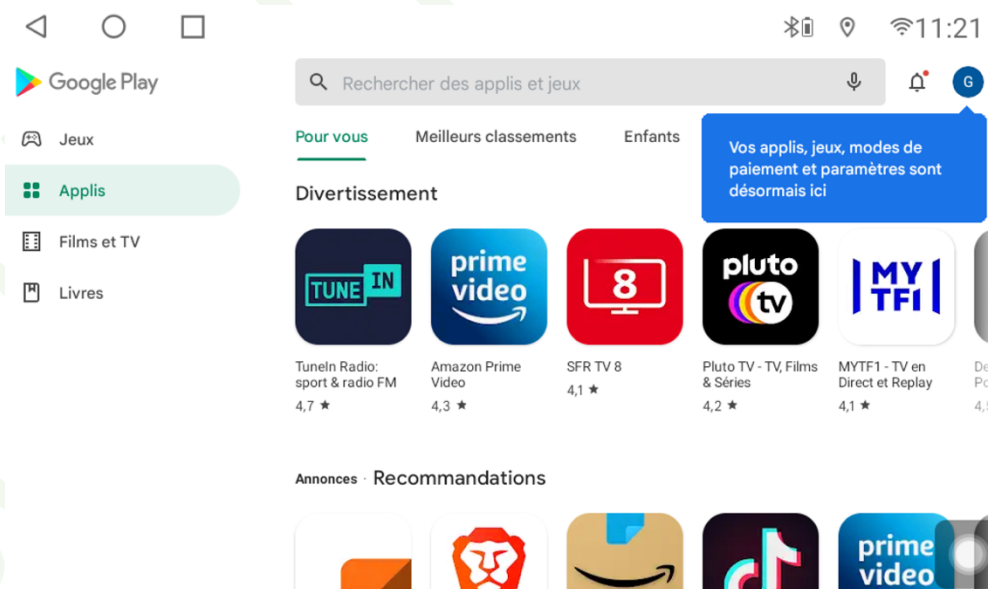 11:21
Google Play
Rechercher des applis et jeux
G
Jeux
Applis
Films et TV
Livres
Pour vous
Meilleurs classements
Enfants
Vos applis, jeux, modes de
paiement et paramètres sont
désormais ici
Divertissement
TUNE IN
prime
video
8
pluto
tv
MY
TF1
TuneIn Radio:
sport & radio FM
4,7 ★
Amazon Prime
Video
4,3 ★
SFR TV 8
4,1 ★
Pluto TV - TV, Films
& Séries
4,2 ★
MYTF1 - TV en
Direct et Replay
4,1 ★
Annonces · Recommandations
prime
video